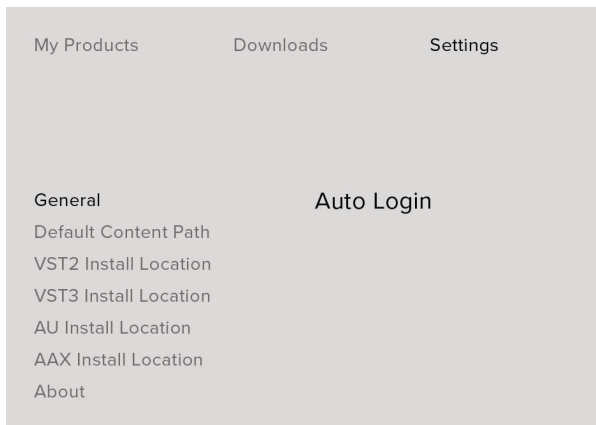 My Products Downloads Settings
General Auto Login
Default Content Path
VST2 Install Location
VST3 Install Location
AU Install Location
AAX Install Location
About